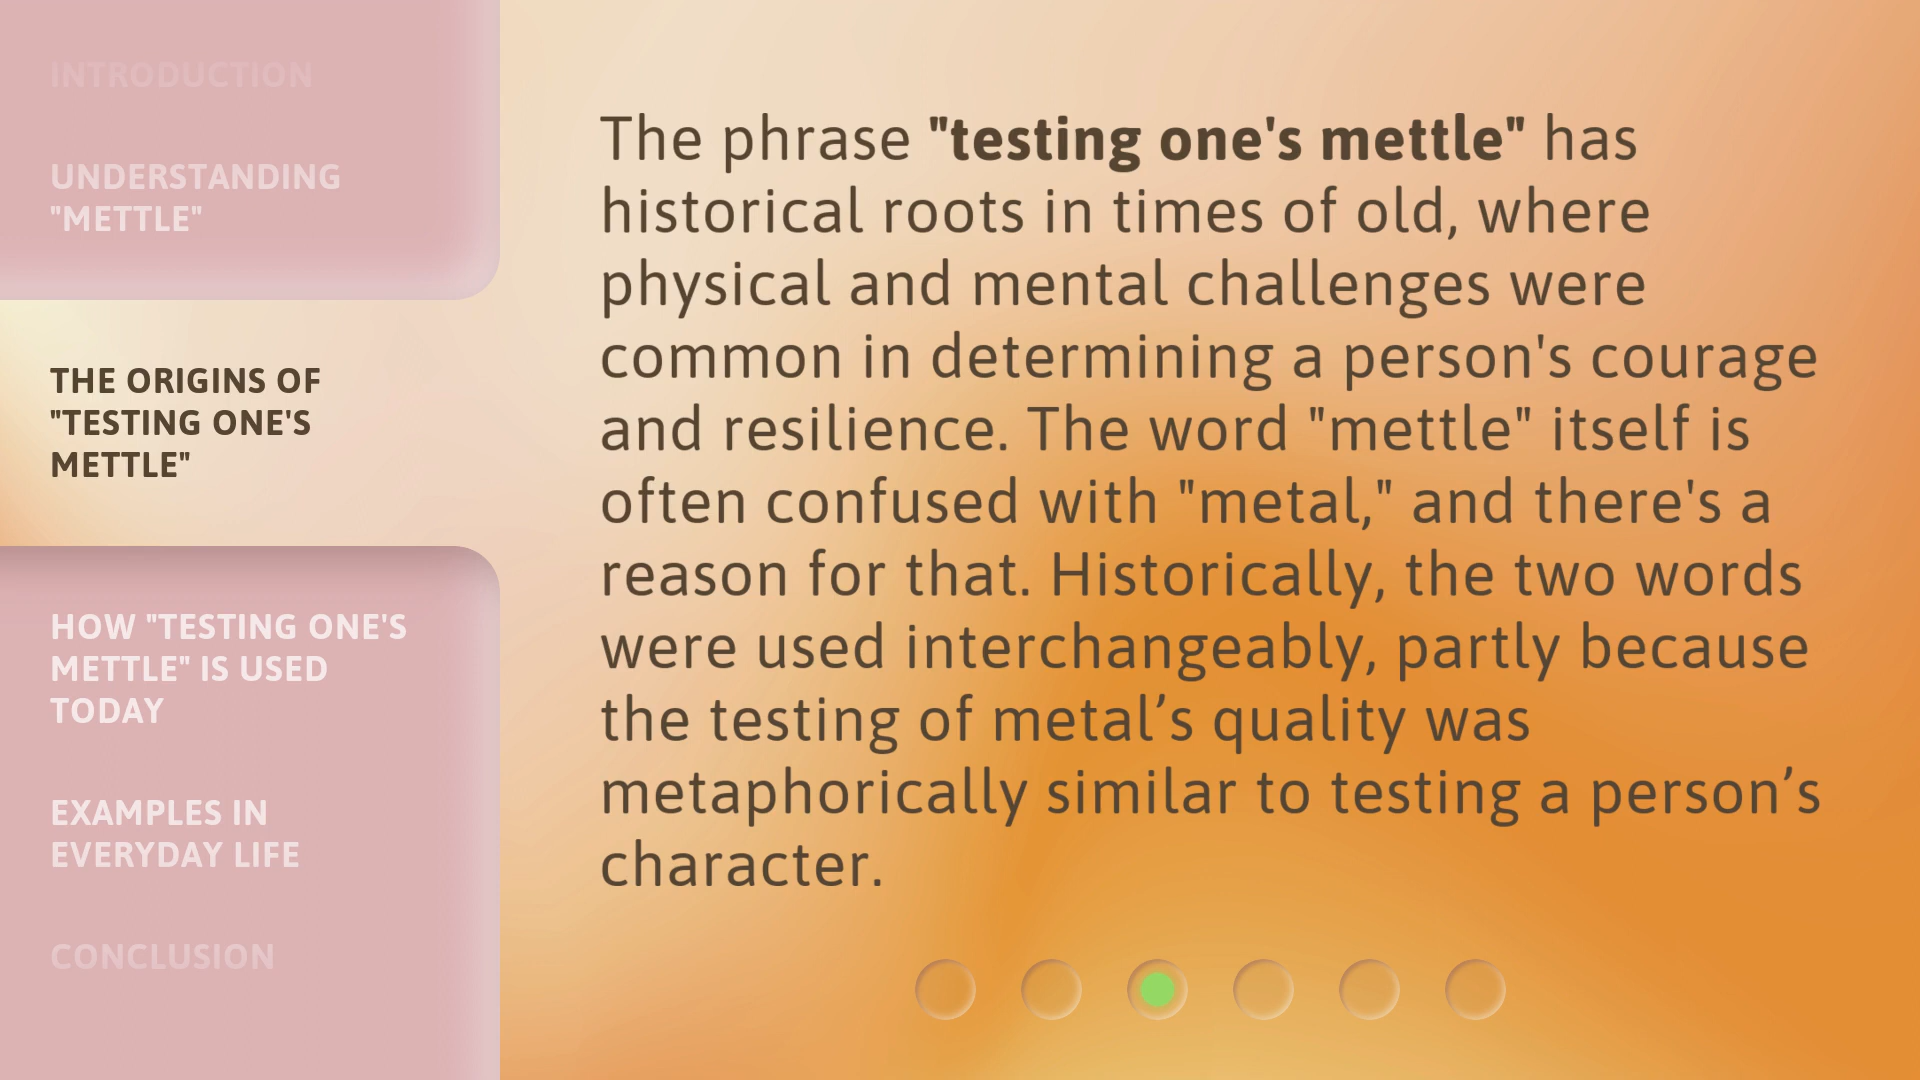 INTRODUCTION
UNDERSTANDING
"METTLE"
THE ORIGINS OF
"TESTING ONE'S
METTLE"
HOW "TESTING ONE'S
METTLE" IS USED
TODAY
EXAMPLES IN
EVERYDAY LIFE
CONCLUSION
The phrase "testing one's mettle" has
historical roots in times of old, where
physical and mental challenges were
common in determining a person's courage
and resilience. The word "mettle" itself is
often confused with "metal," and there's a
reason for that. Historically, the two words
were used interchangeably, partly because
the testing of metal’s quality was
metaphorically similar to testing a person’s
character.